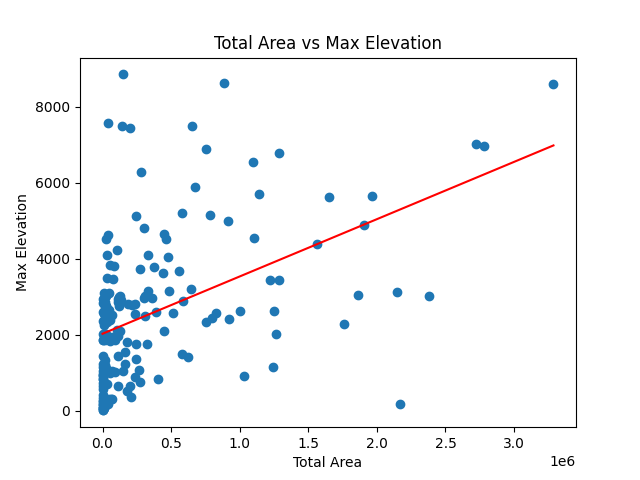 Total Area vs Max Elevation
8000
6000
4000
2000
0
Max Elevation
0.0 0.5 1.0 1.5 2.0 2.5 3.0
1e6
Total Area